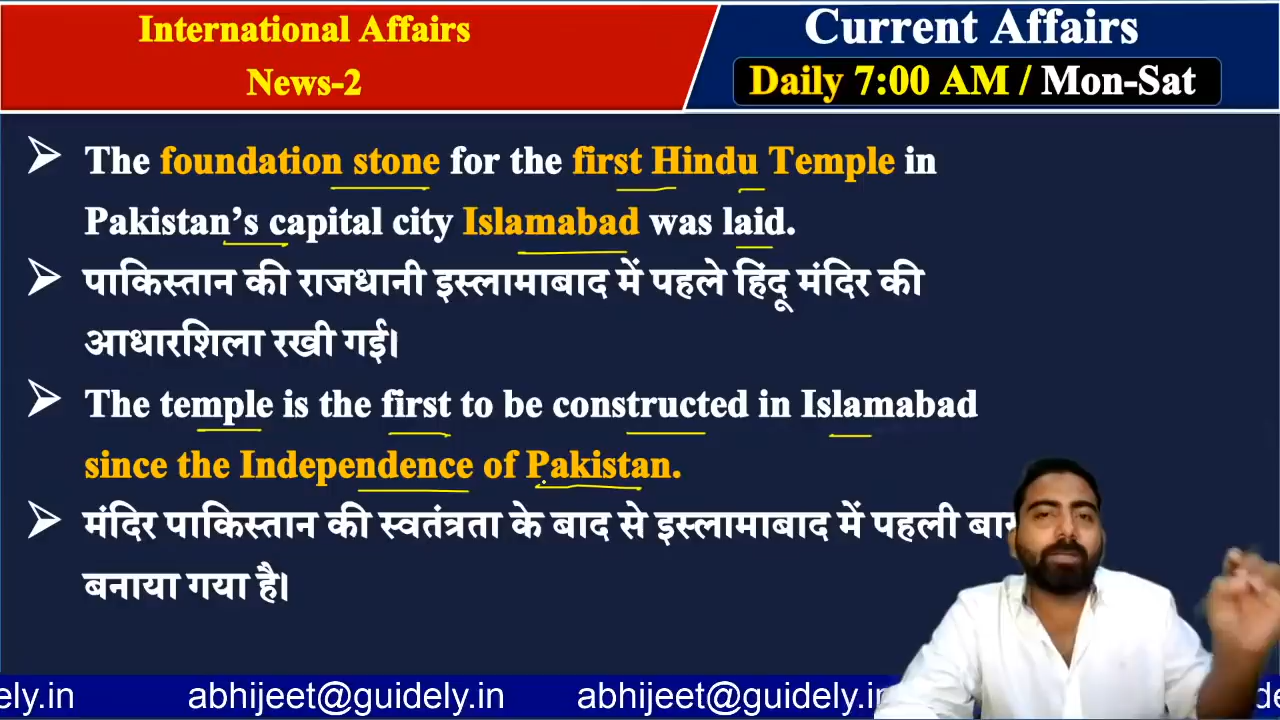 International Affairs
News-2
Current Affairs
Daily 7:00 AM / Mon-Sat
The foundation stone for the first Hindu Temple in
Pakistan’s capital city Islamabad was laid.
पाकिस्तान की राजधानी इस्लामाबाद में पहले हिंदू मंदिर की
आधारशिला रखी गई।
The temple is the first to be constructed in Islamabad
since the Independence of Pakistan.
मंदिर पाकिस्तान की स्वतंत्रता के बाद से इस्लामाबाद में पहली
बनाया गया है।
ely.in abhijeet@guidely.in abhijeet@guidely.in